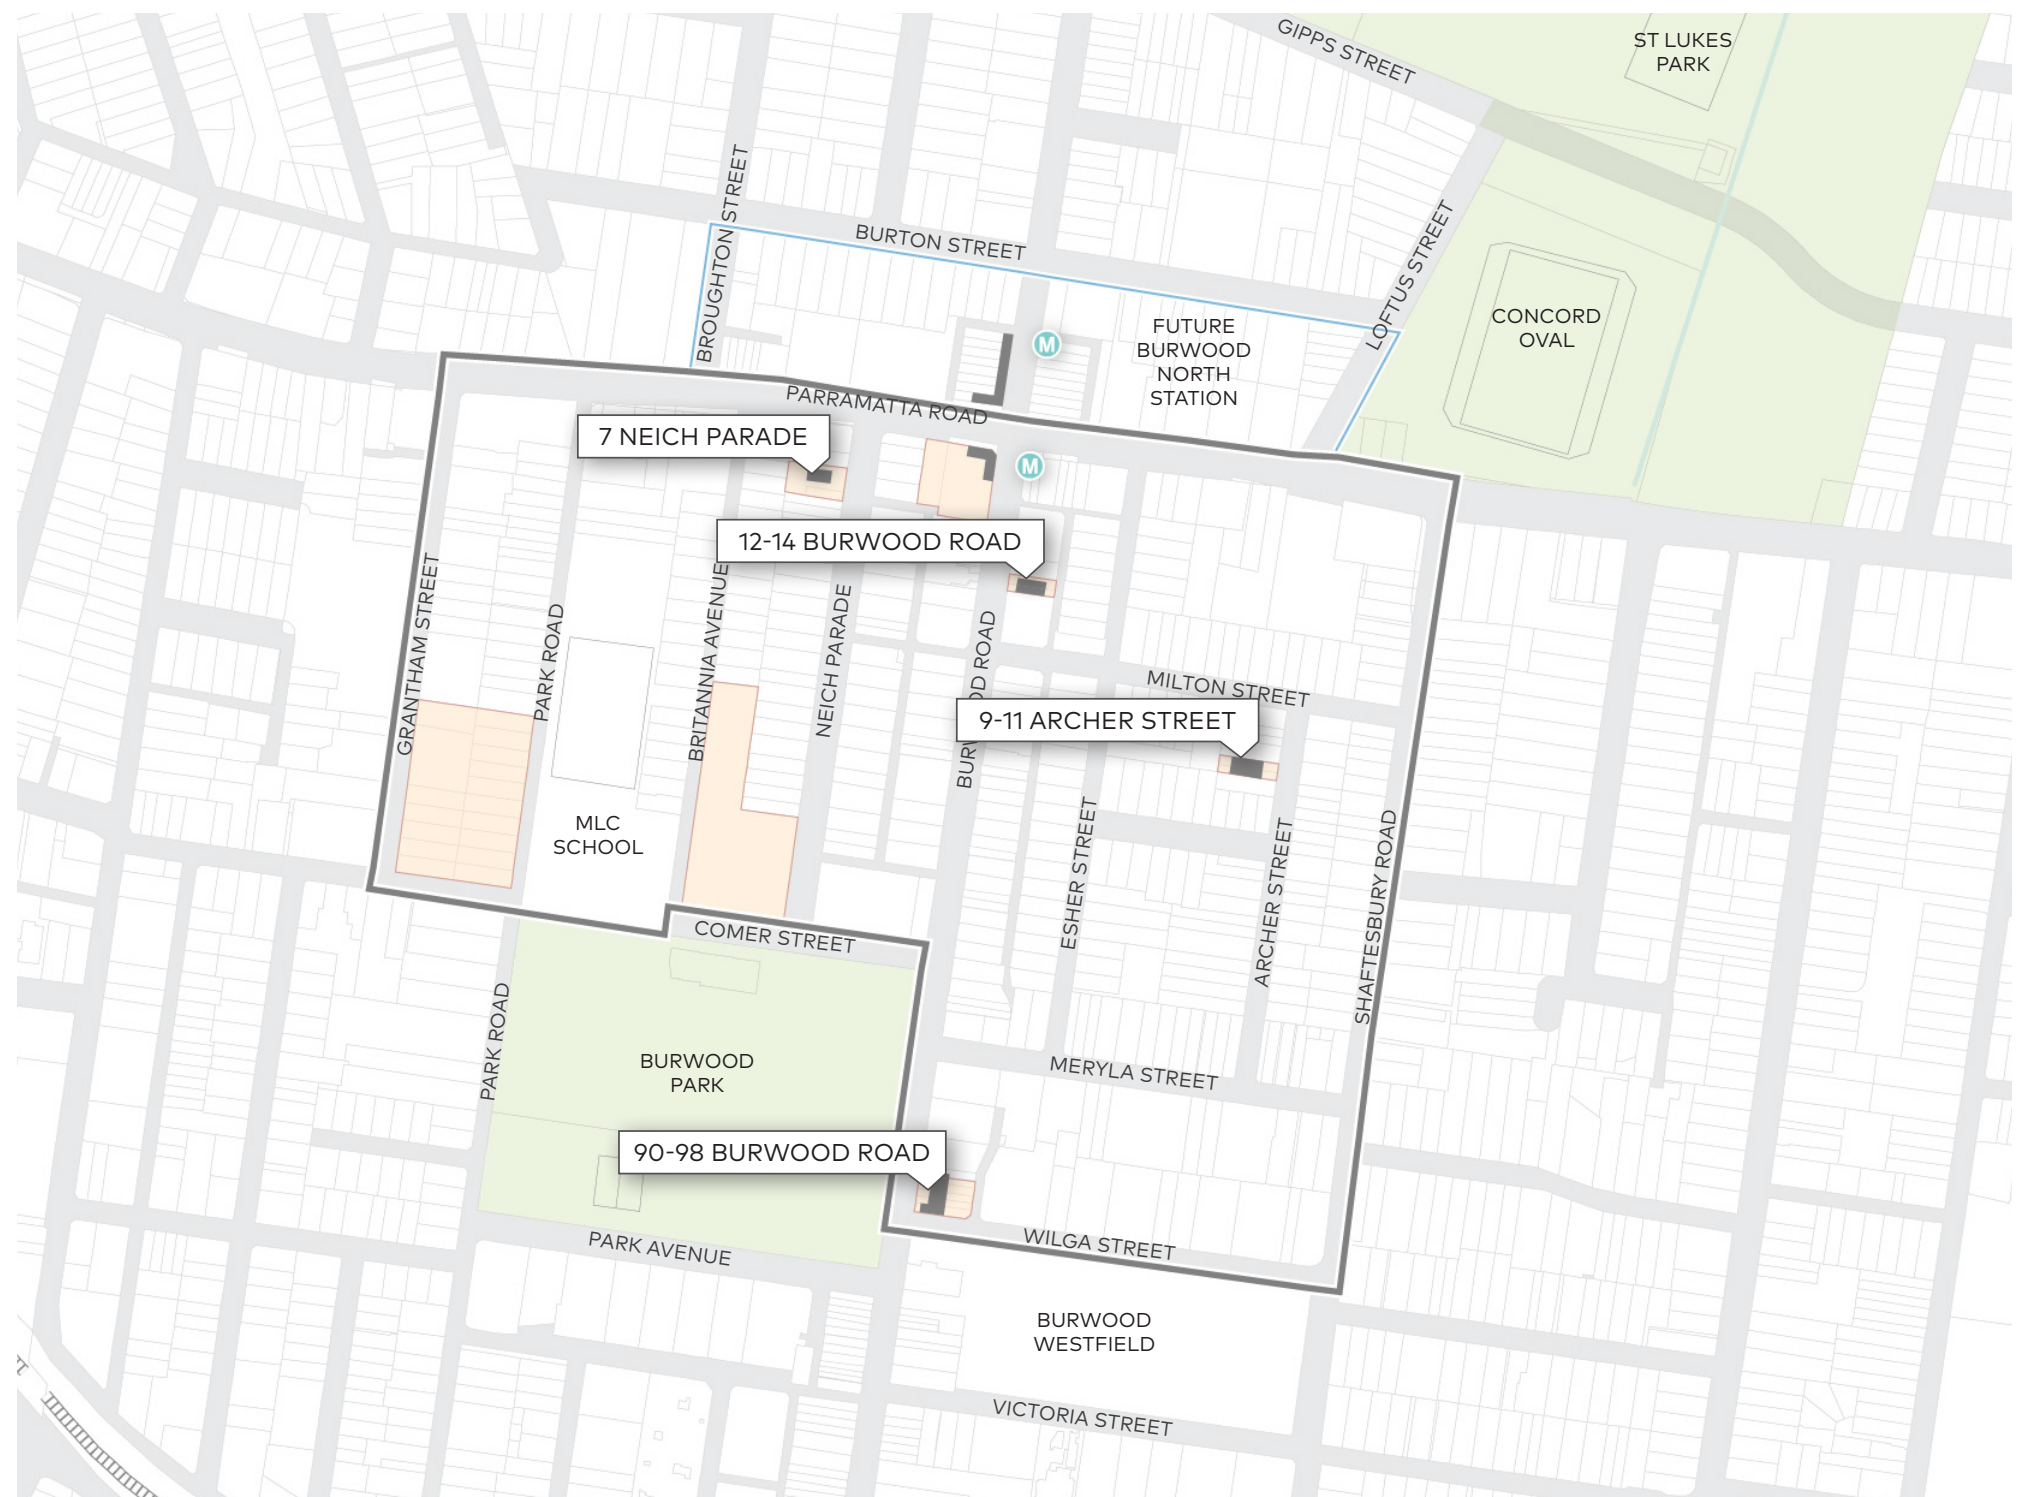 GIPPS STREET
ST LUKES
PARK
BROUGHTON STREET
BURTON STREET
LOFTUS STREET
M
FUTURE
BURWOOD
NORTH
STATION
CONCORD
OVAL
PARRAMATTA ROAD
7 NEICH PARADE
M
12-14 BURWOOD ROAD
GRANTHAM STREET
PARK ROAD
BRITANNIA AVENUE
NEICH PARADE
BURWOOD ROAD
MILTON STREET
9-11 ARCHER STREET
MLC
SCHOOL
ESHER STREET
ARCHER STREET
SHAFTESBURY ROAD
COMER STREET
PARK ROAD
BURWOOD
PARK
MERYLA STREET
90-98 BURWOOD ROAD
PARK AVENUE
WILGA STREET
BURWOOD
WESTFIELD
VICTORIA STREET